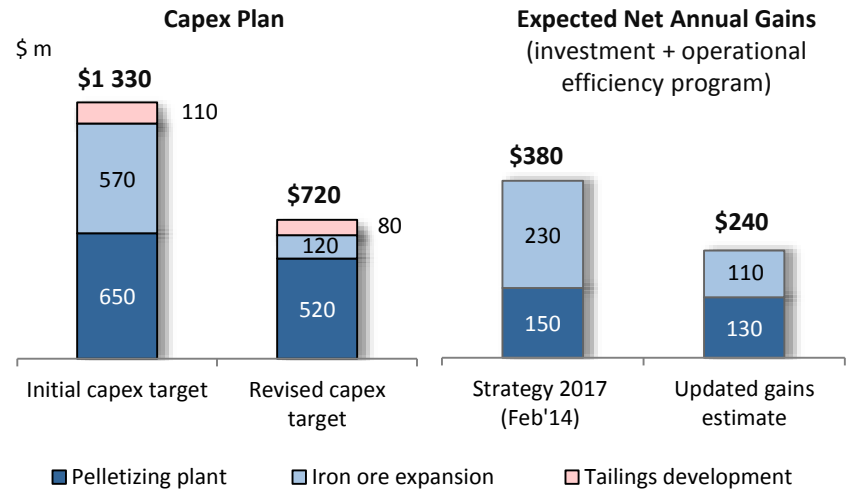 Capex Plan
$ m
$1 330
110
570
650
$720
80
120
520
Initial capex target
Revised capex
target
Expected Net Annual Gains
(investment + operational
efficiency program)
$380
230
150
$240
110
130
Strategy 2017
(Feb'14)
Updated gains
estimate
Pelletizing plant
Iron ore expansion
Tailings development